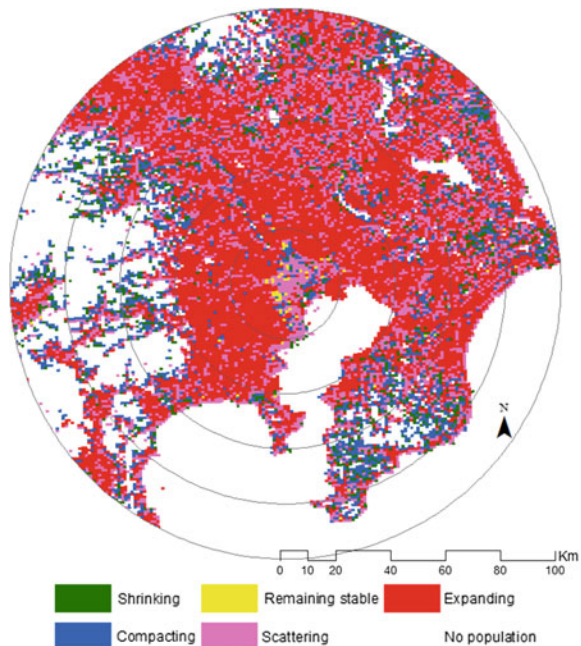 N
Km
0 10 20 40 60 80 100
Shrinking Remaining stable Expanding
Compacting Scattering No population